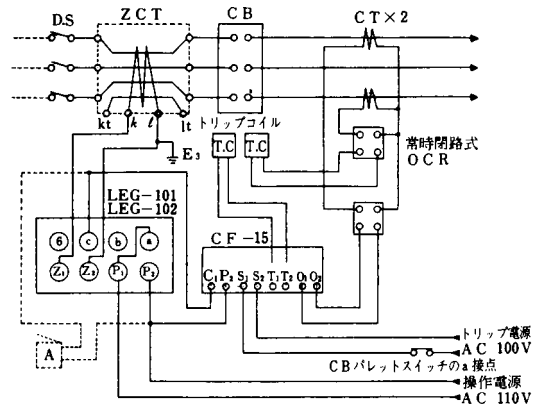 D.S ZCT CB CT×2
kt k ℓ ℓt トリップコイル
E₃ T.C T.C 常時閉路式
OCR
LEG-101
LEG-102 CF-15
6 c b a
Z₁ Z₂ P₁ P₂
C₁ P₂ S₁ S₂ T₁ T₂ O₁ O₂
トリップ電源
A AC 100V
CBパレットスイッチのa接点
操作電源
AC 110V